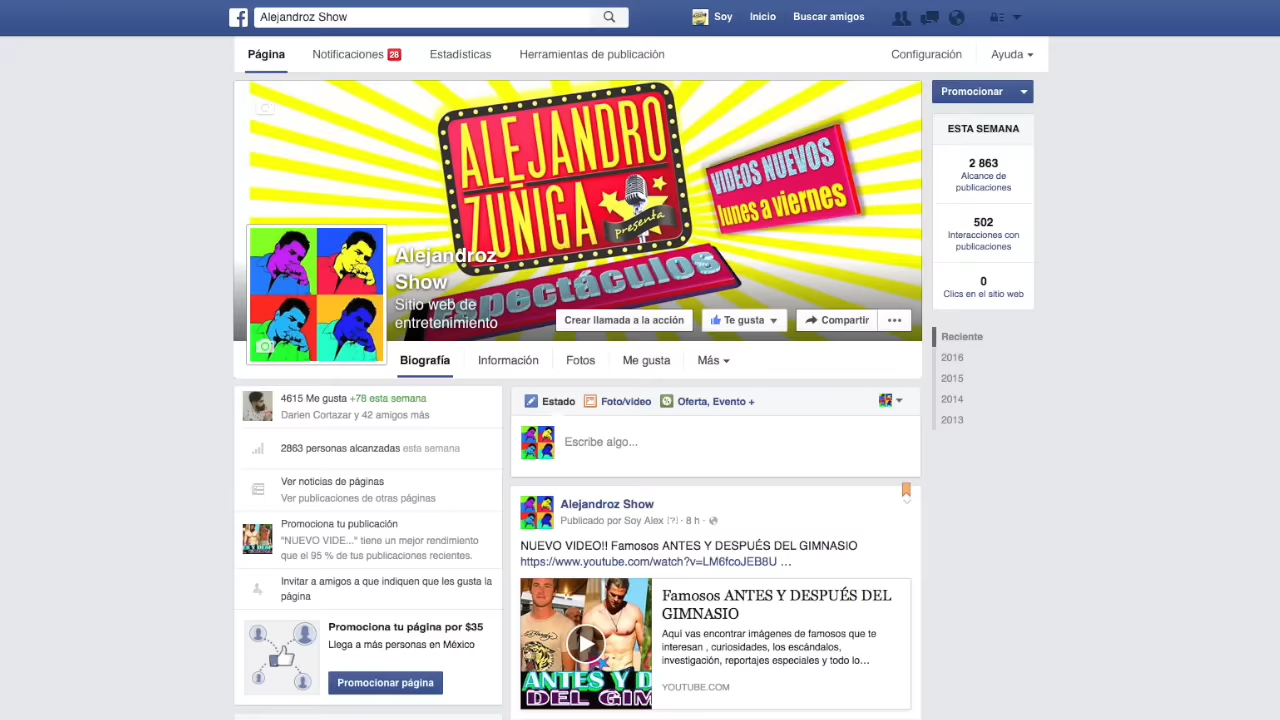 Alejandroz Show
Soy
Inicio
Buscar amigos
Página
Notificaciones 28
Estadísticas
Herramientas de publicación
Configuración
Ayuda
ALEJANDRO
ZUÑIGA
presenta
espectáculos
VIDEOS NUEVOS
lunes a viernes
Alejandroz
Show
Sitio web de
entretenimiento
Crear llamada a la acción
Te gusta
Compartir
•••
Promocionar
ESTA SEMANA
2 863
Alcance de
publicaciones
502
Interacciones con
publicaciones
0
Clics en el sitio web
Reciente
2016
2015
2014
2013
Biografía
Información
Fotos
Me gusta
Más
4615 Me gusta +78 esta semana
Darien Cortazar y 42 amigos más
2863 personas alcanzadas esta semana
Ver noticias de páginas
Ver publicaciones de otras páginas
Promociona tu publicación
"NUEVO VIDE..." tiene un mejor rendimiento
que el 95 % de tus publicaciones recientes.
Invitar a amigos a que indiquen que les gusta la
página
Promociona tu página por $35
Llega a más personas en México
Promocionar página
Estado
Foto/video
Oferta, Evento +
Escribe algo...
Alejandroz Show
Publicado por Soy Alex [?] · 8 h ·
NUEVO VIDEO!! Famosos ANTES Y DESPUÉS DEL GIMNASIO
https://www.youtube.com/watch?v=LM6fcoJEB8U ...
ANTES Y D
DEL GIM
Famosos ANTES Y DESPUÉS DEL
GIMNASIO
Aquí vas encontrar imágenes de famosos que te
interesan , curiosidades, los escándalos,
investigación, reportajes especiales y todo lo...
YOUTUBE.COM